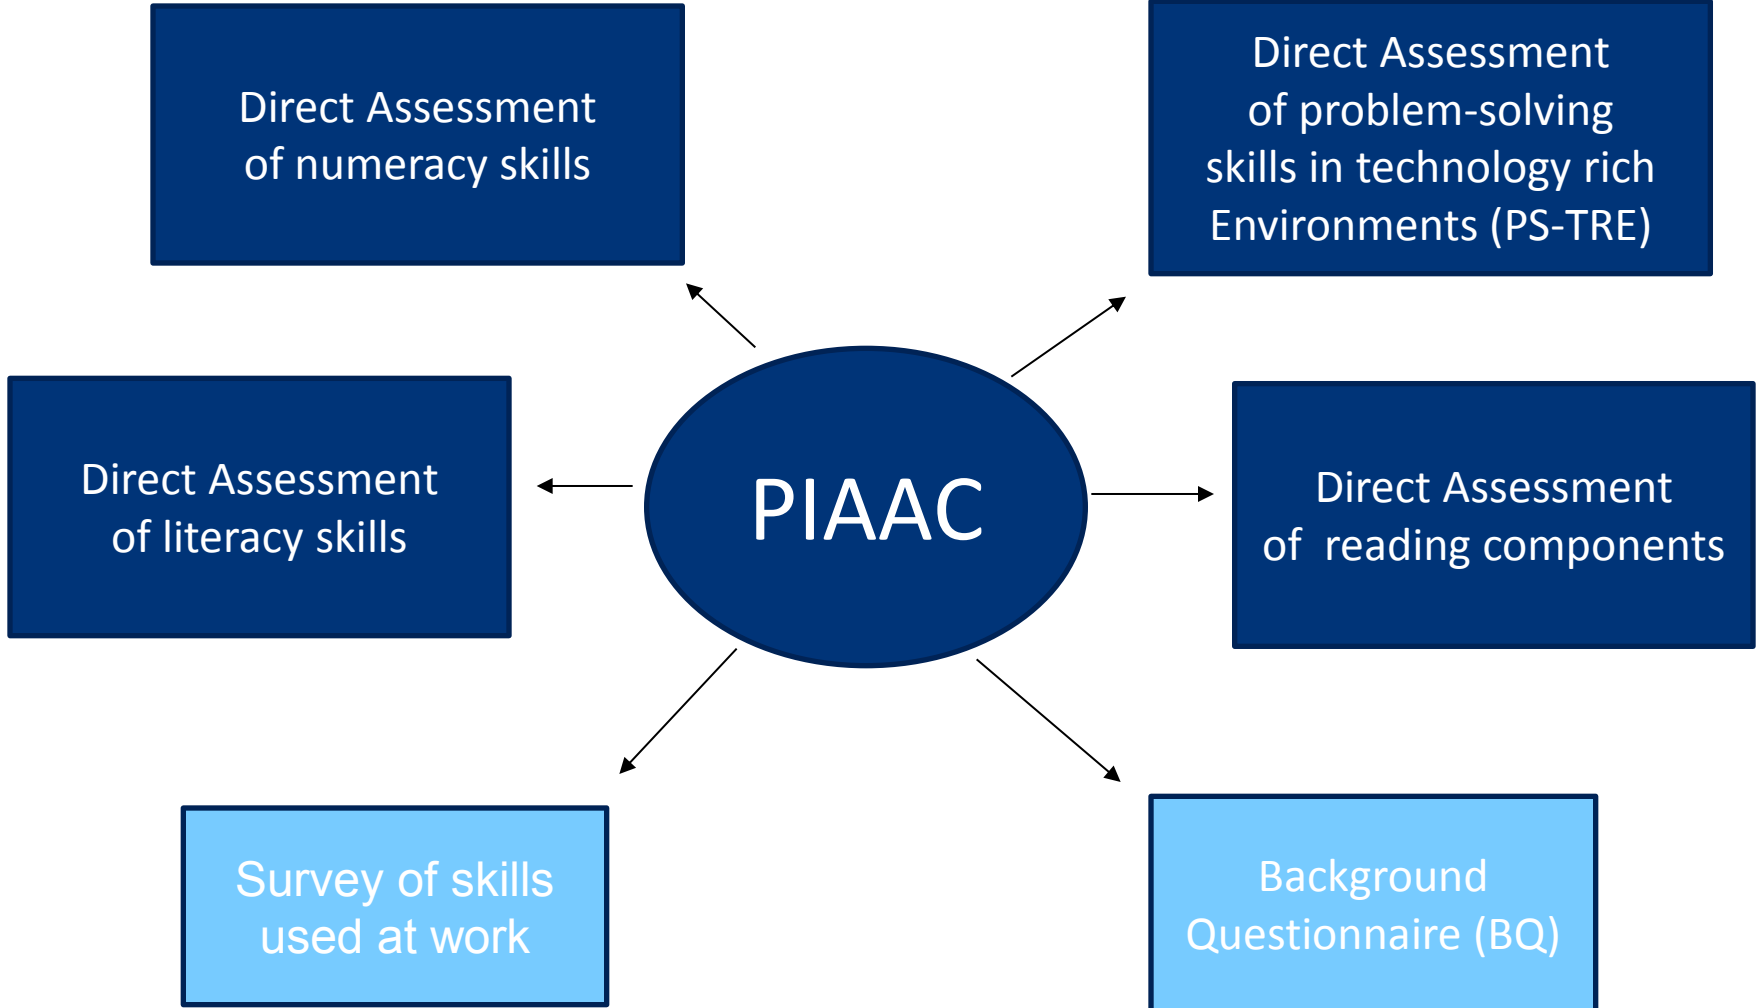 Direct Assessment
of numeracy skills
Direct Assessment
of problem-solving
skills in technology rich
Environments (PS-TRE)
Direct Assessment
of literacy skills
PIAAC
Direct Assessment
of reading components
Survey of skills
used at work
Background
Questionnaire (BQ)